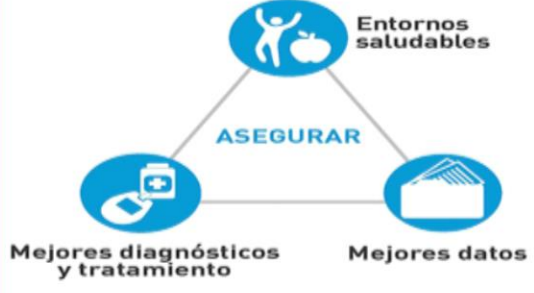 Entornos
saludables
ASEGURAR
Mejores diagnósticos
y tratamiento
Mejores datos